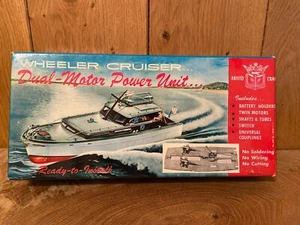 WHEELER CRUISER
Dual-Motor Power Unit...
Includes:
BATTERY HOLDERS
TWIN MOTORS
SHAFTS & TUBES
SWITCH
UNIVERSAL
COUPLINGS
No Soldering
No Wiring
No Cutting
Ready-to-Install